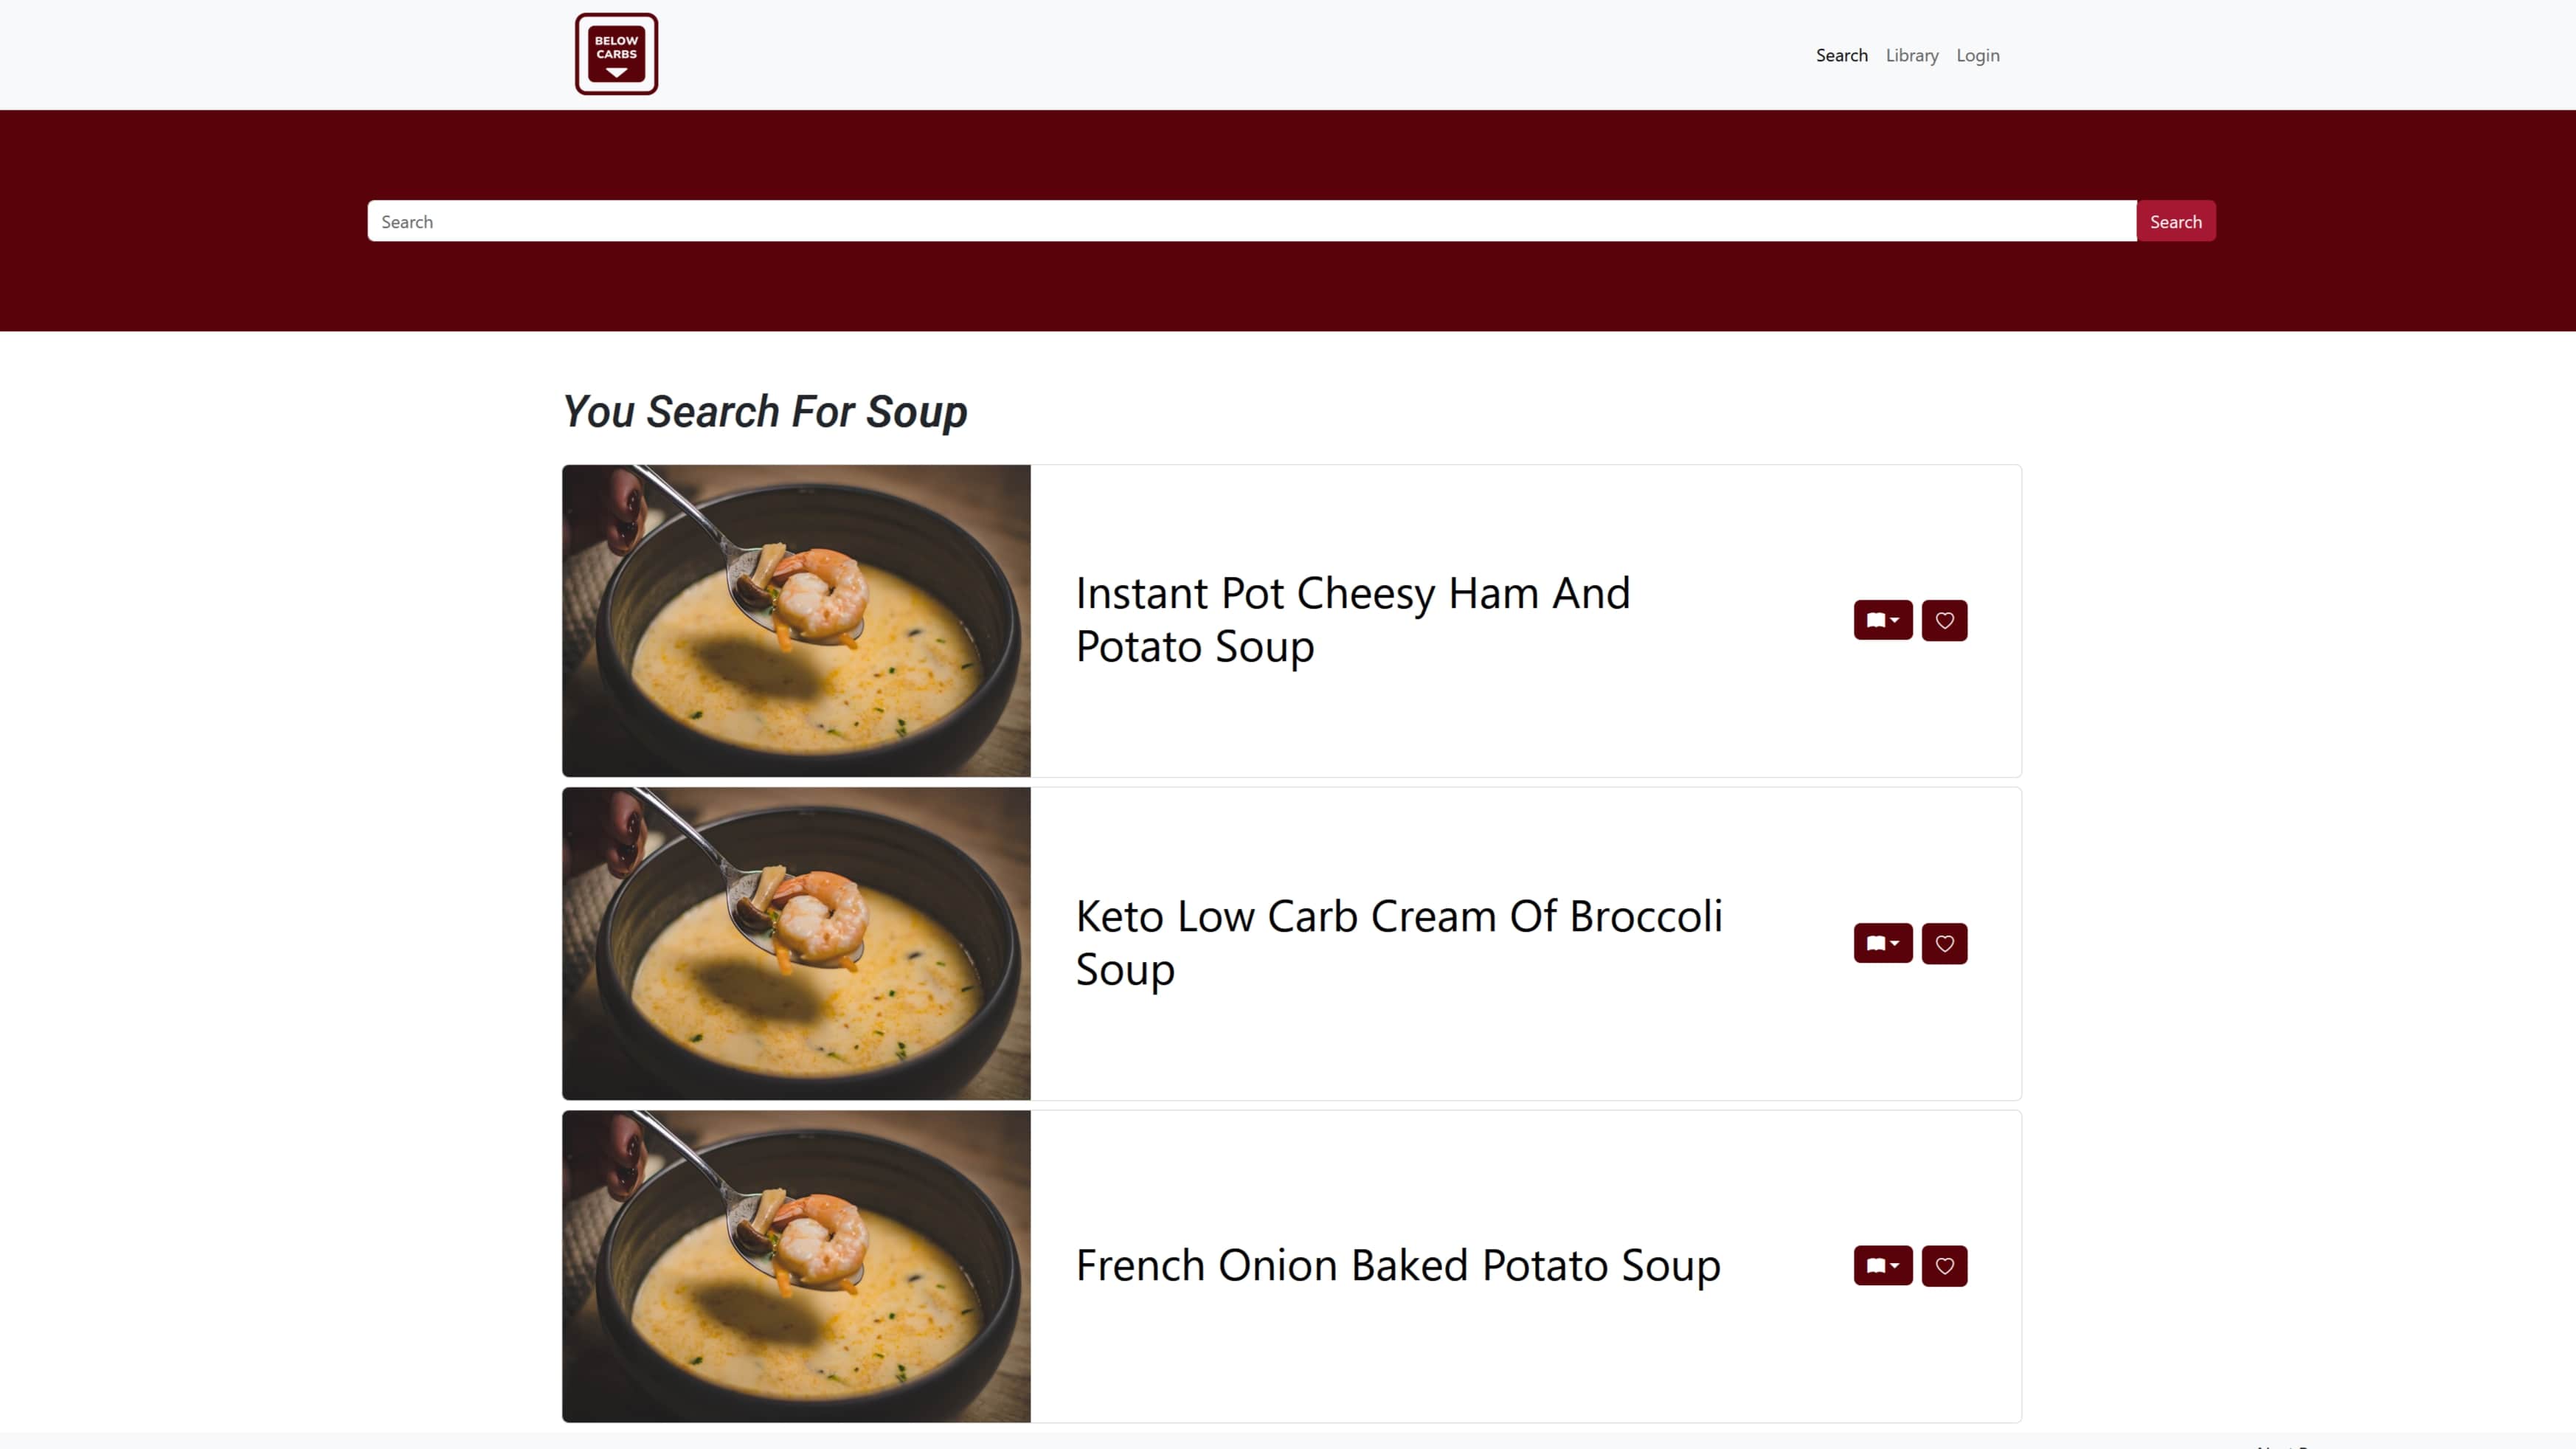 BELOW
CARBS
Search Library Login
Search Search
You Search For Soup
Instant Pot Cheesy Ham And
Potato Soup
Keto Low Carb Cream Of Broccoli
Soup
French Onion Baked Potato Soup